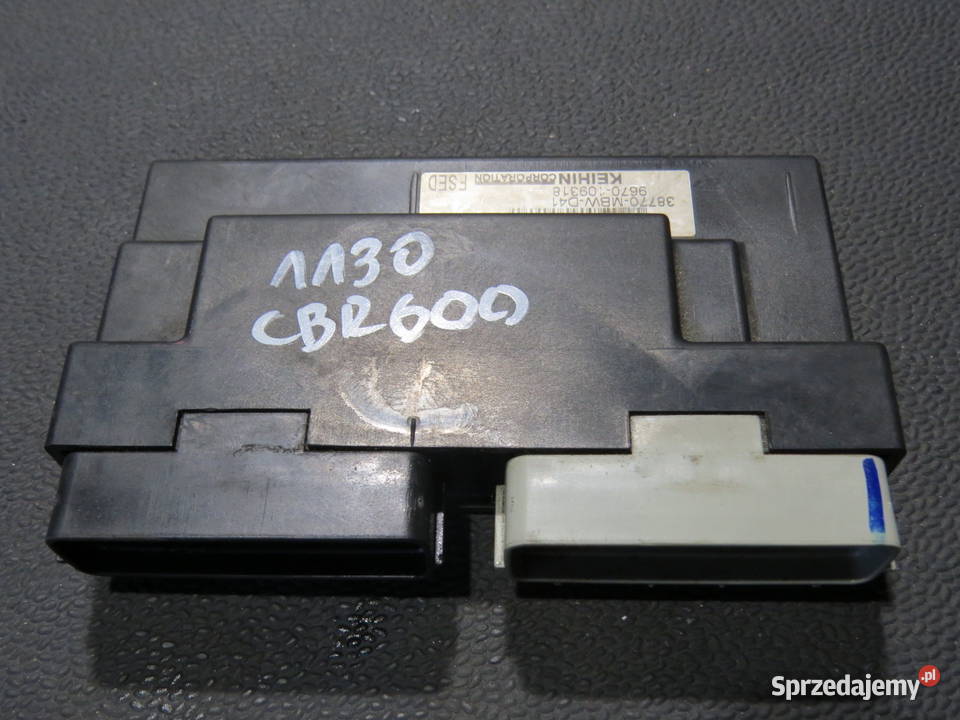 38770-MBW-D41
9670-109318
KEIHIN CORPORATION FSED
1130
CBR600
Sprzedajemy.pl